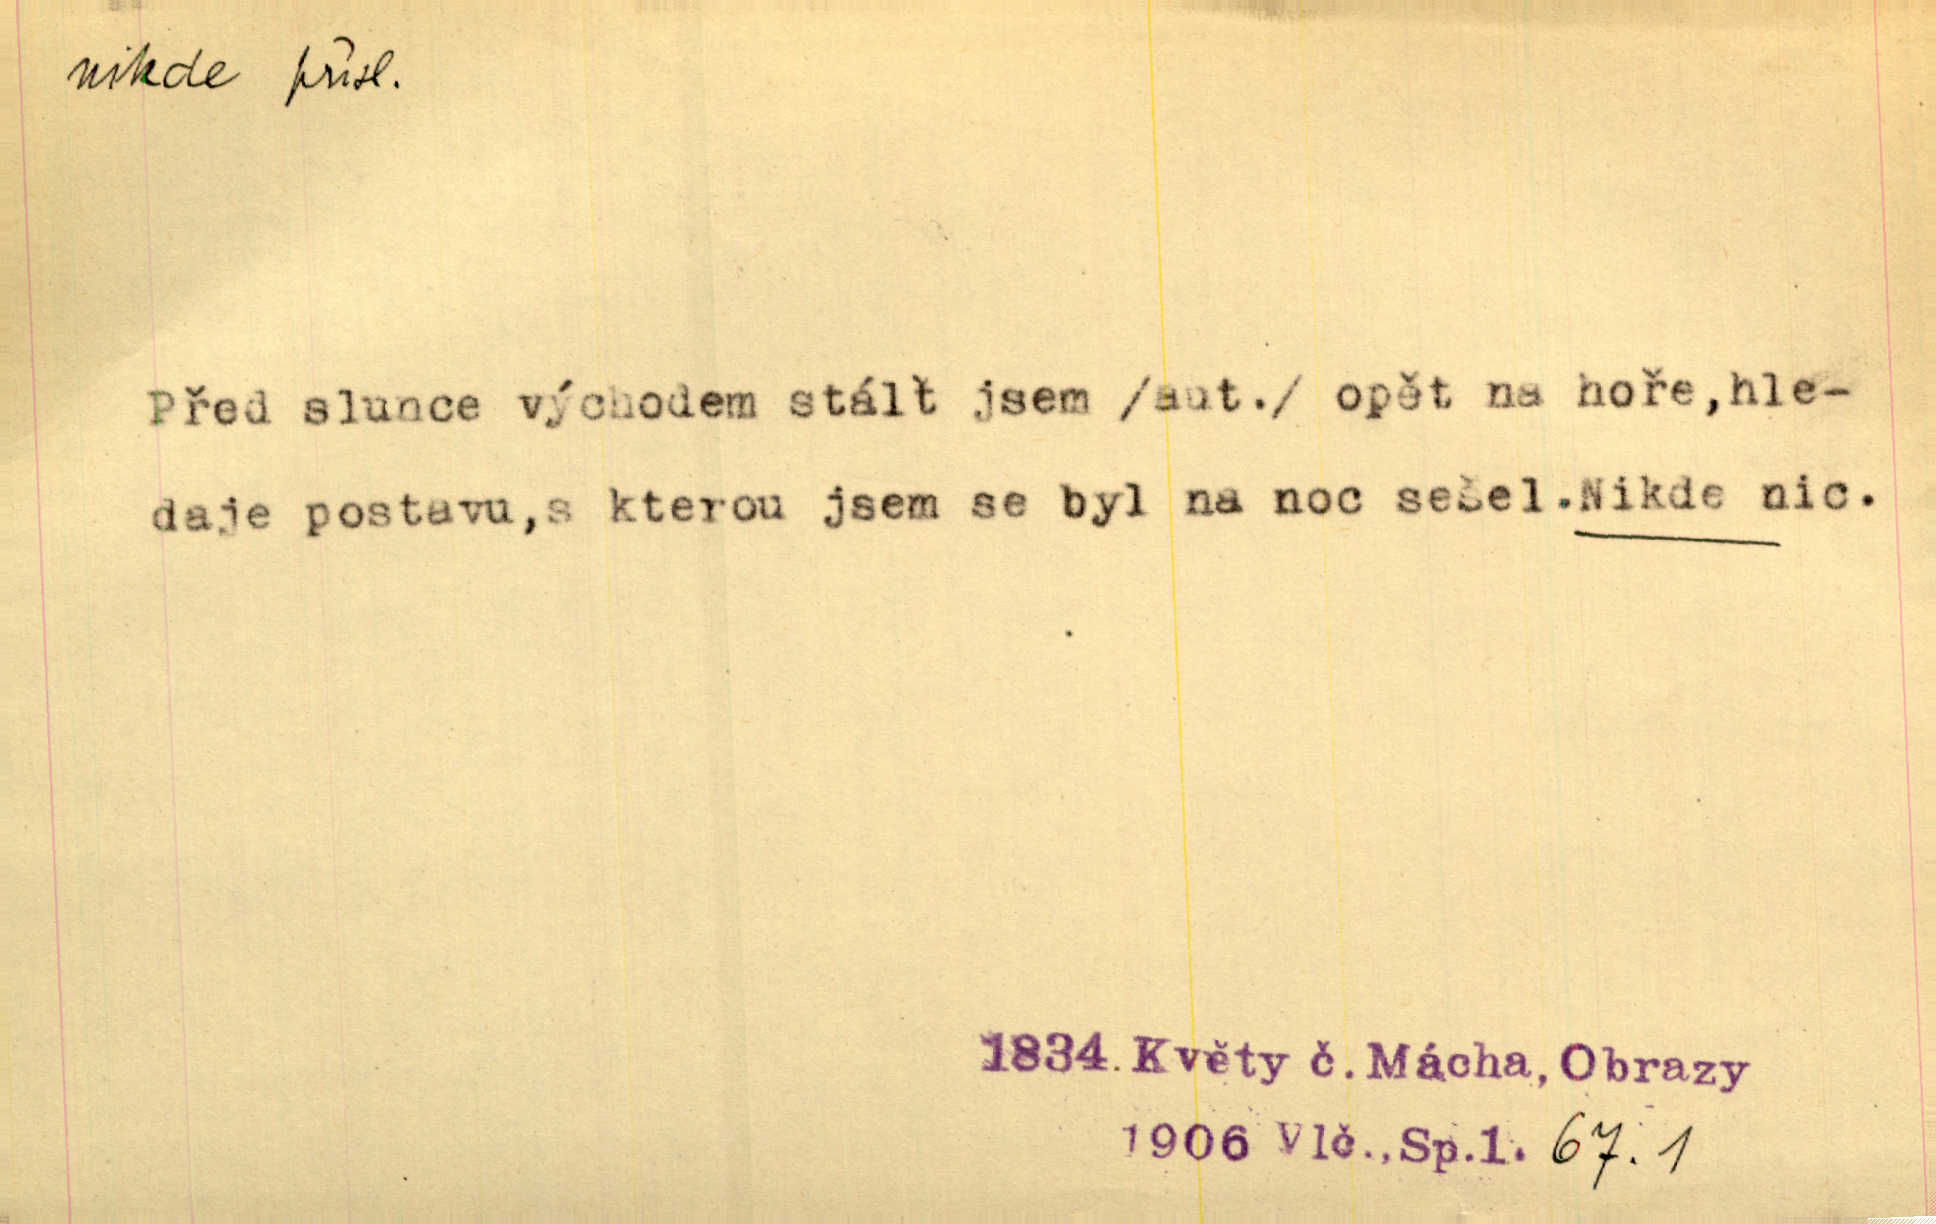 nikde přísl.
Před slunce východem stálť jsem /aut./ opět na hoře,hle-
daje postavu,s kterou jsem se byl na noc sešel.Nikde nic.
1834. Květy č. Mácha, Obrazy
1906 Vlč., Sp.1. 67.1